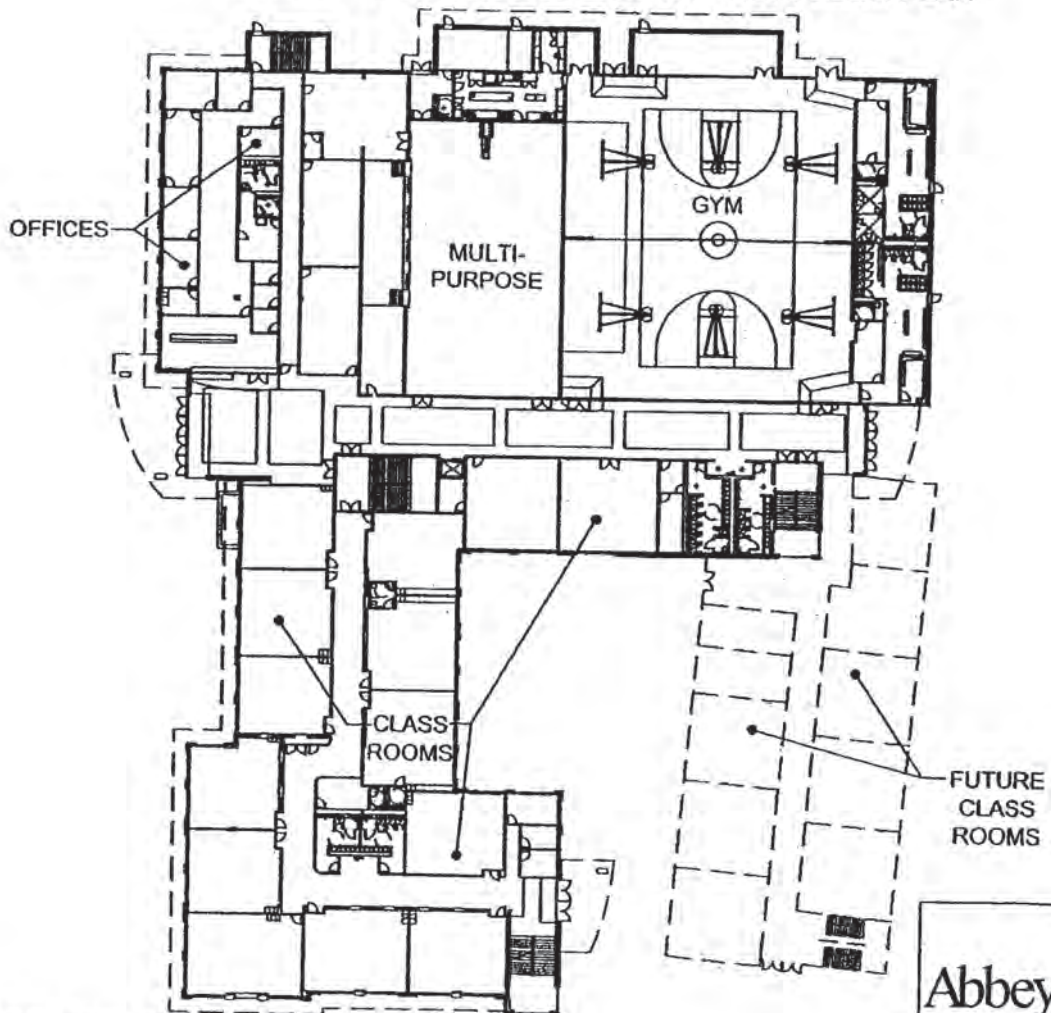 OFFICES
MULTI-
PURPOSE
GYM
CLASS
ROOMS
FUTURE
CLASS
ROOMS
Abbey